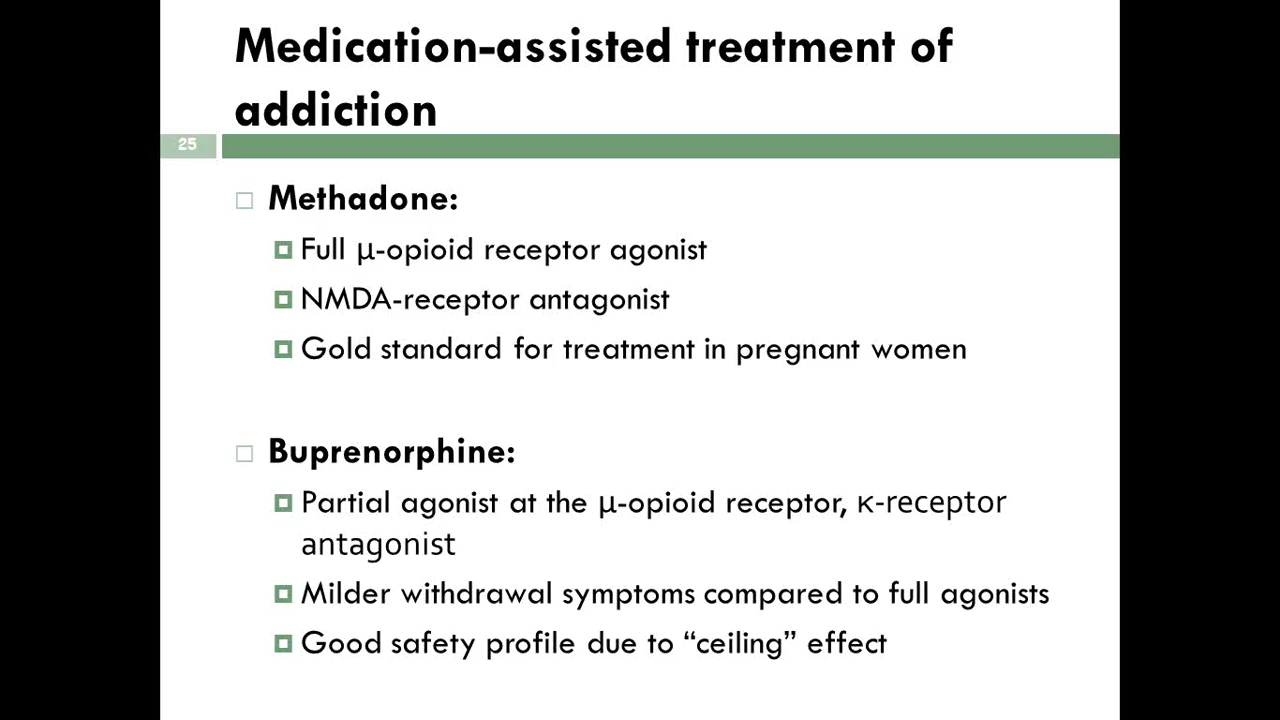 Medication-assisted treatment of
addiction
25
Methadone:
Full μ-opioid receptor agonist
NMDA-receptor antagonist
Gold standard for treatment in pregnant women
Buprenorphine:
Partial agonist at the μ-opioid receptor, κ-receptor
antagonist
Milder withdrawal symptoms compared to full agonists
Good safety profile due to “ceiling” effect